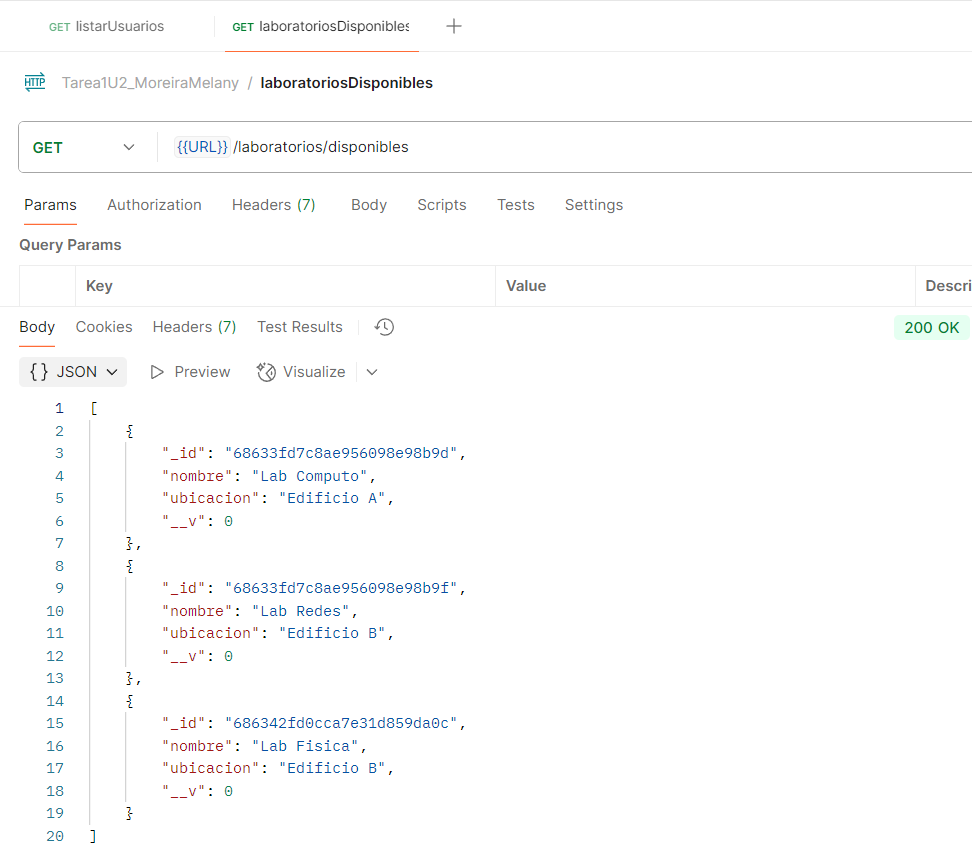 GET listarUsuarios GET laboratoriosDisponibles
Tarea1U2_MoreiraMelany / laboratoriosDisponibles
GET {{URL}} /laboratorios/disponibles
Params Authorization Headers (7) Body Scripts Tests Settings
Query Params
Key Value Descri
Body Cookies Headers (7) Test Results 200 OK
{} JSON Preview Visualize
1 [
2 {
3 "_id": "68633fd7c8ae956098e98b9d",
4 "nombre": "Lab Computo",
5 "ubicacion": "Edificio A",
6 "__v": 0
7 },
8 {
9 "_id": "68633fd7c8ae956098e98b9f",
10 "nombre": "Lab Redes",
11 "ubicacion": "Edificio B",
12 "__v": 0
13 },
14 {
15 "_id": "686342fd0cca7e31d859da0c",
16 "nombre": "Lab Fisica",
17 "ubicacion": "Edificio B",
18 "__v": 0
19 }
20 ]